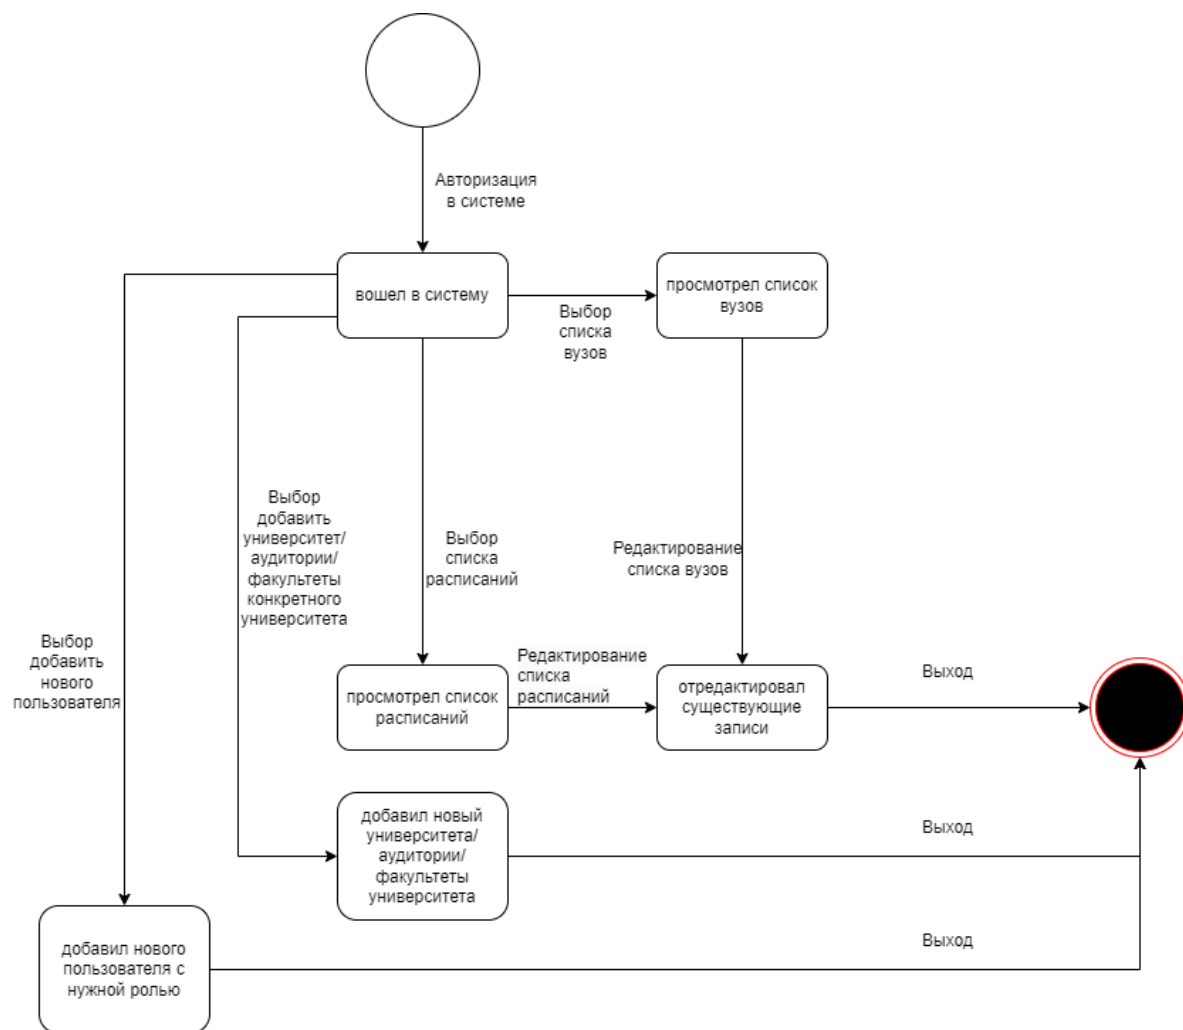 Авторизация
в системе
вошел в систему
просмотрел список
вузов
Выбор
списка
вузов
Выбор
добавить
университет/
аудитории/
факультеты
конкретного
университета
Выбор
списка
расписаний
Редактирование
списка вузов
Выбор
добавить
нового
пользователя
просмотрел список
расписаний
Редактирование
списка
расписаний
отредактировал
существующие
записи
Выход
добавил новый
университета/
аудитории/
факультеты
университета
Выход
добавил нового
пользователя с
нужной ролью
Выход